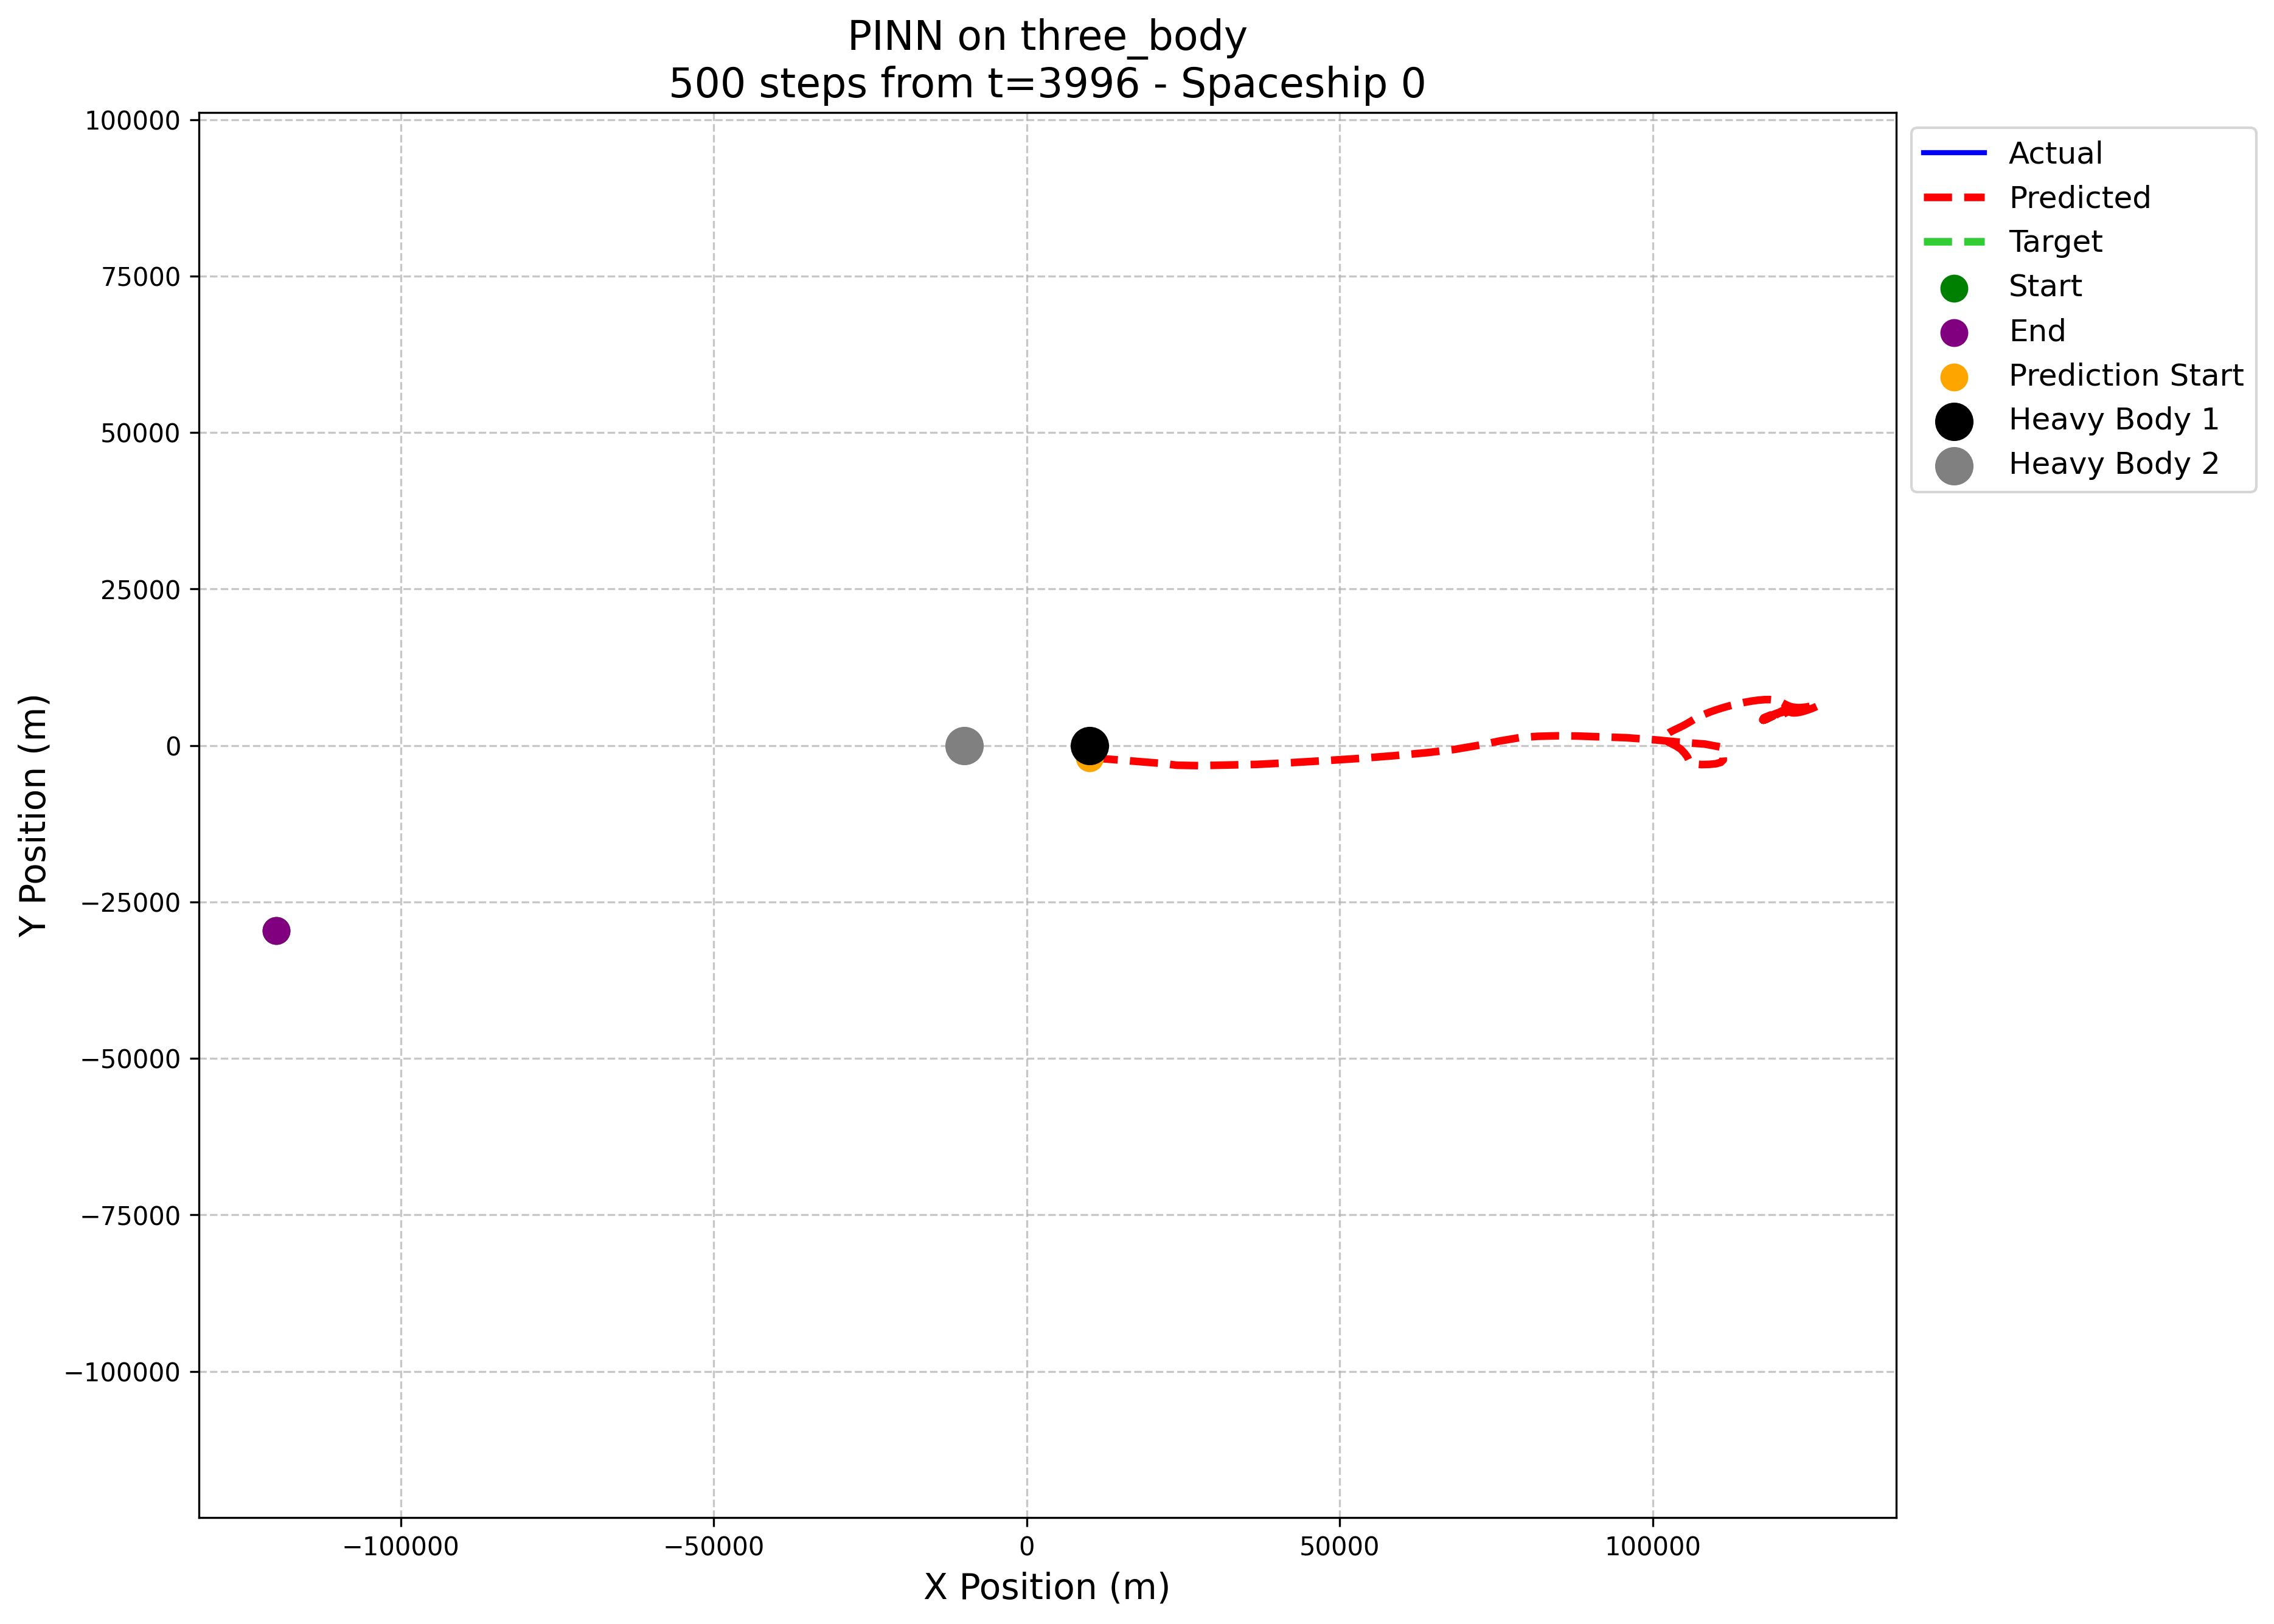 PINN on three_body
500 steps from t=3996 - Spaceship 0
100000
75000
50000
25000
0
−25000
−50000
−75000
−100000
Y Position (m)
−100000
−50000
0
50000
100000
X Position (m)
Actual
Predicted
Target
Start
End
Prediction Start
Heavy Body 1
Heavy Body 2